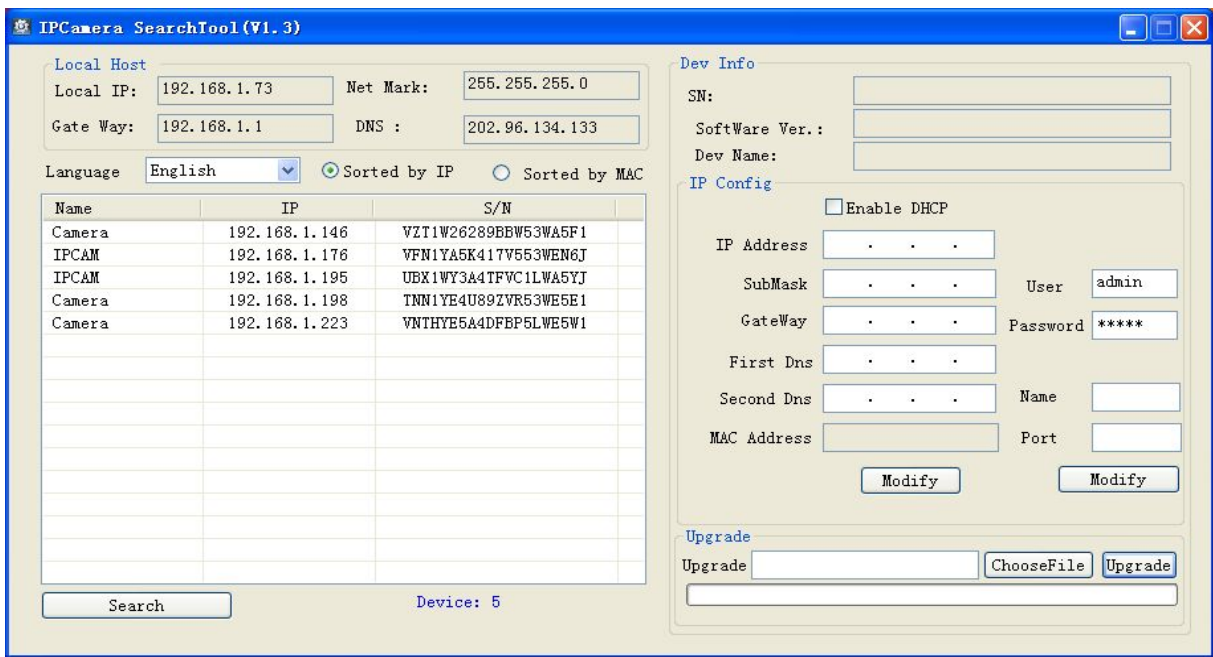 IPCamera SearchTool(V1.3)
Local Host
Local IP: 192.168.1.73 Net Mark: 255.255.255.0
Gate Way: 192.168.1.1 DNS : 202.96.134.133
Language English Sorted by IP Sorted by MAC
Name IP S/N
Camera 192.168.1.146 VZT1W26289BBW53WA5F1
IPCAM 192.168.1.176 VFN1YA5K417V553WEN6J
IPCAM 192.168.1.195 UBX1WY3A4TFVC1LWA5YJ
Camera 192.168.1.198 TNN1YE4U89ZVR53WE5E1
Camera 192.168.1.223 VNTHYE5A4DFBP5LWE5W1
Search Device: 5
Dev Info
SN:
SoftWare Ver.:
Dev Name:
IP Config
Enable DHCP
IP Address . . .
SubMask . . . User admin
GateWay . . . Password *****
First Dns . . .
Second Dns . . . Name
MAC Address Port
Modify Modify
Upgrade
Upgrade ChooseFile Upgrade